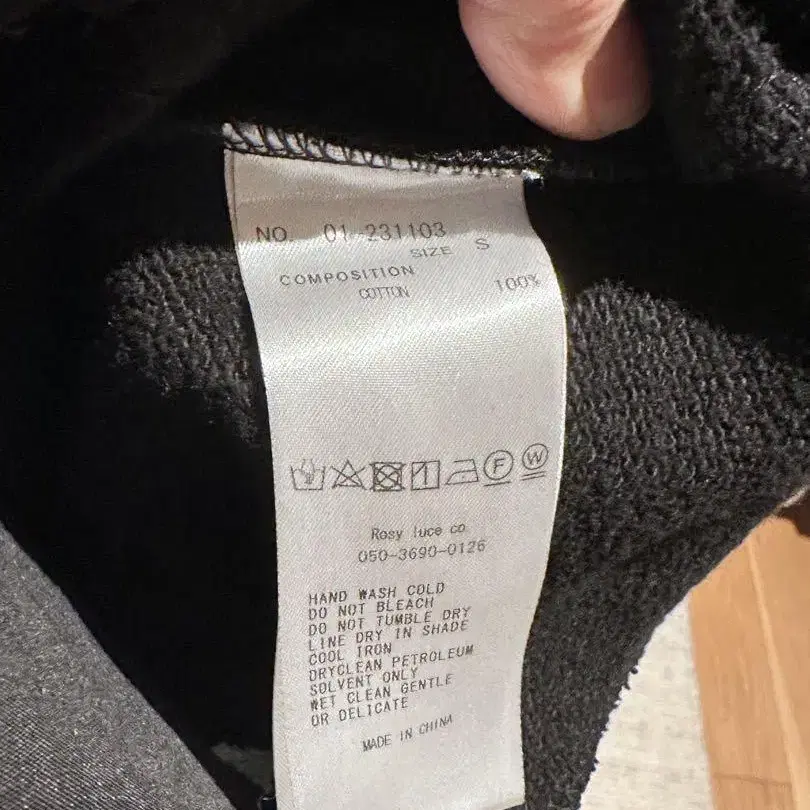 NO 01-231103
SIZE S
COMPOSITION
COTTON 100%
F W
Rosy luce co
050-3690-0126
HAND WASH COLD
DO NOT BLEACH
DO NOT TUMBLE DRY
LINE DRY IN SHADE
COOL IRON
DRYCLEAN PETROLEUM
SOLVENT ONLY
WET CLEAN GENTLE
OR DELICATE
MADE IN CHINA